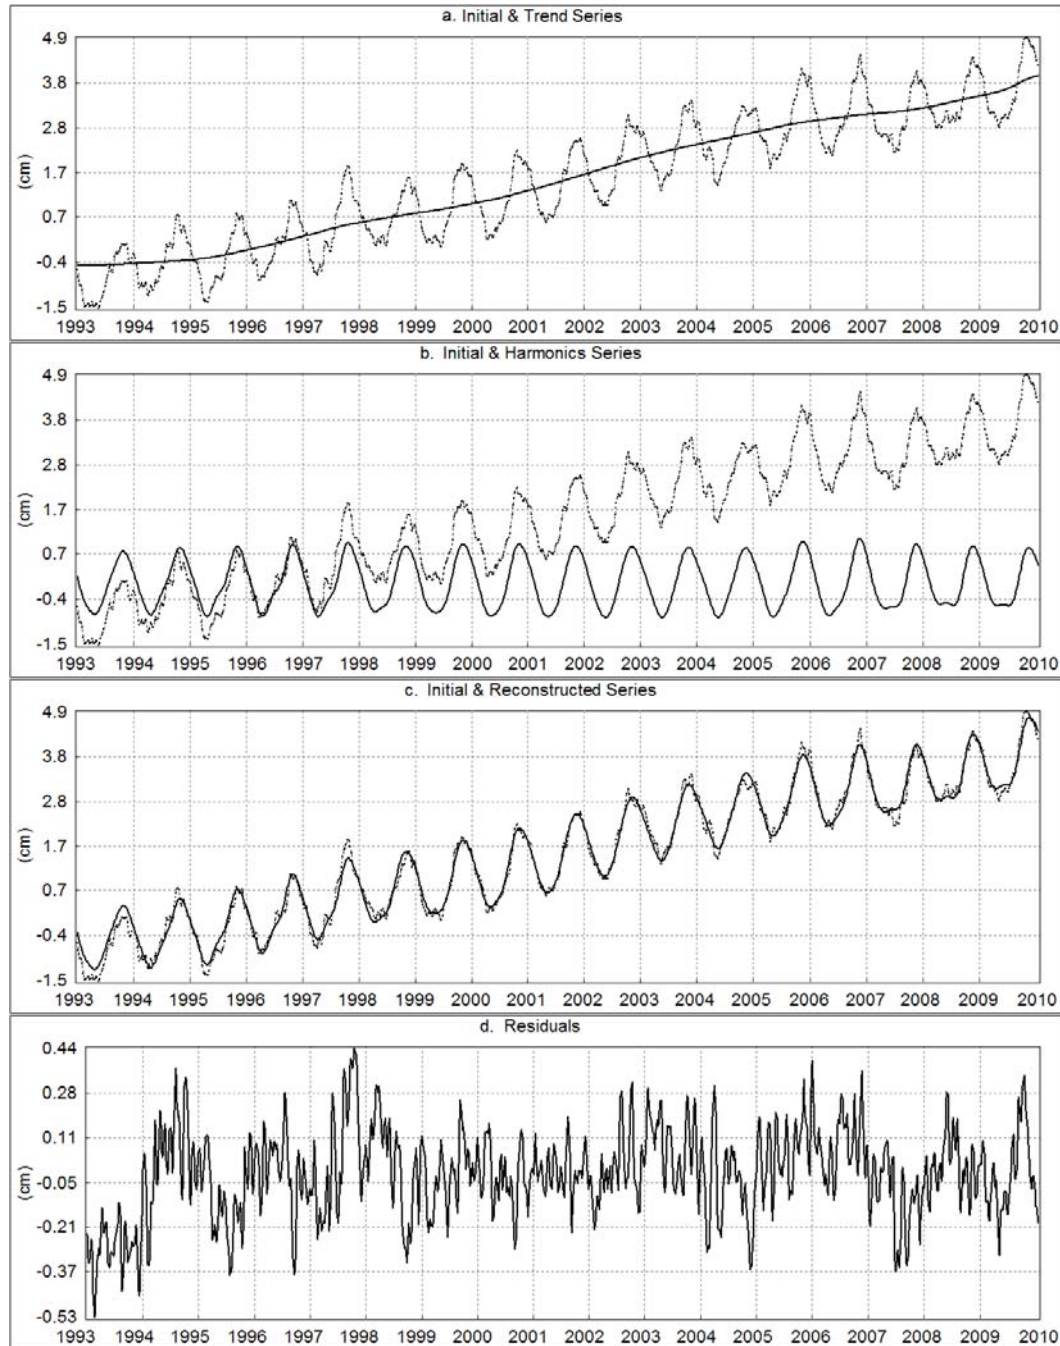 a. Initial & Trend Series
4.9
3.8
2.8
1.7
0.7
-0.4
-1.5
(cm)
1993 1994 1995 1996 1997 1998 1999 2000 2001 2002 2003 2004 2005 2006 2007 2008 2009 2010
b. Initial & Harmonics Series
4.9
3.8
2.8
1.7
0.7
-0.4
-1.5
(cm)
1993 1994 1995 1996 1997 1998 1999 2000 2001 2002 2003 2004 2005 2006 2007 2008 2009 2010
c. Initial & Reconstructed Series
4.9
3.8
2.8
1.7
0.7
-0.4
-1.5
(cm)
1993 1994 1995 1996 1997 1998 1999 2000 2001 2002 2003 2004 2005 2006 2007 2008 2009 2010
d. Residuals
0.44
0.28
0.11
-0.05
-0.21
-0.37
-0.53
(cm)
1993 1994 1995 1996 1997 1998 1999 2000 2001 2002 2003 2004 2005 2006 2007 2008 2009 2010